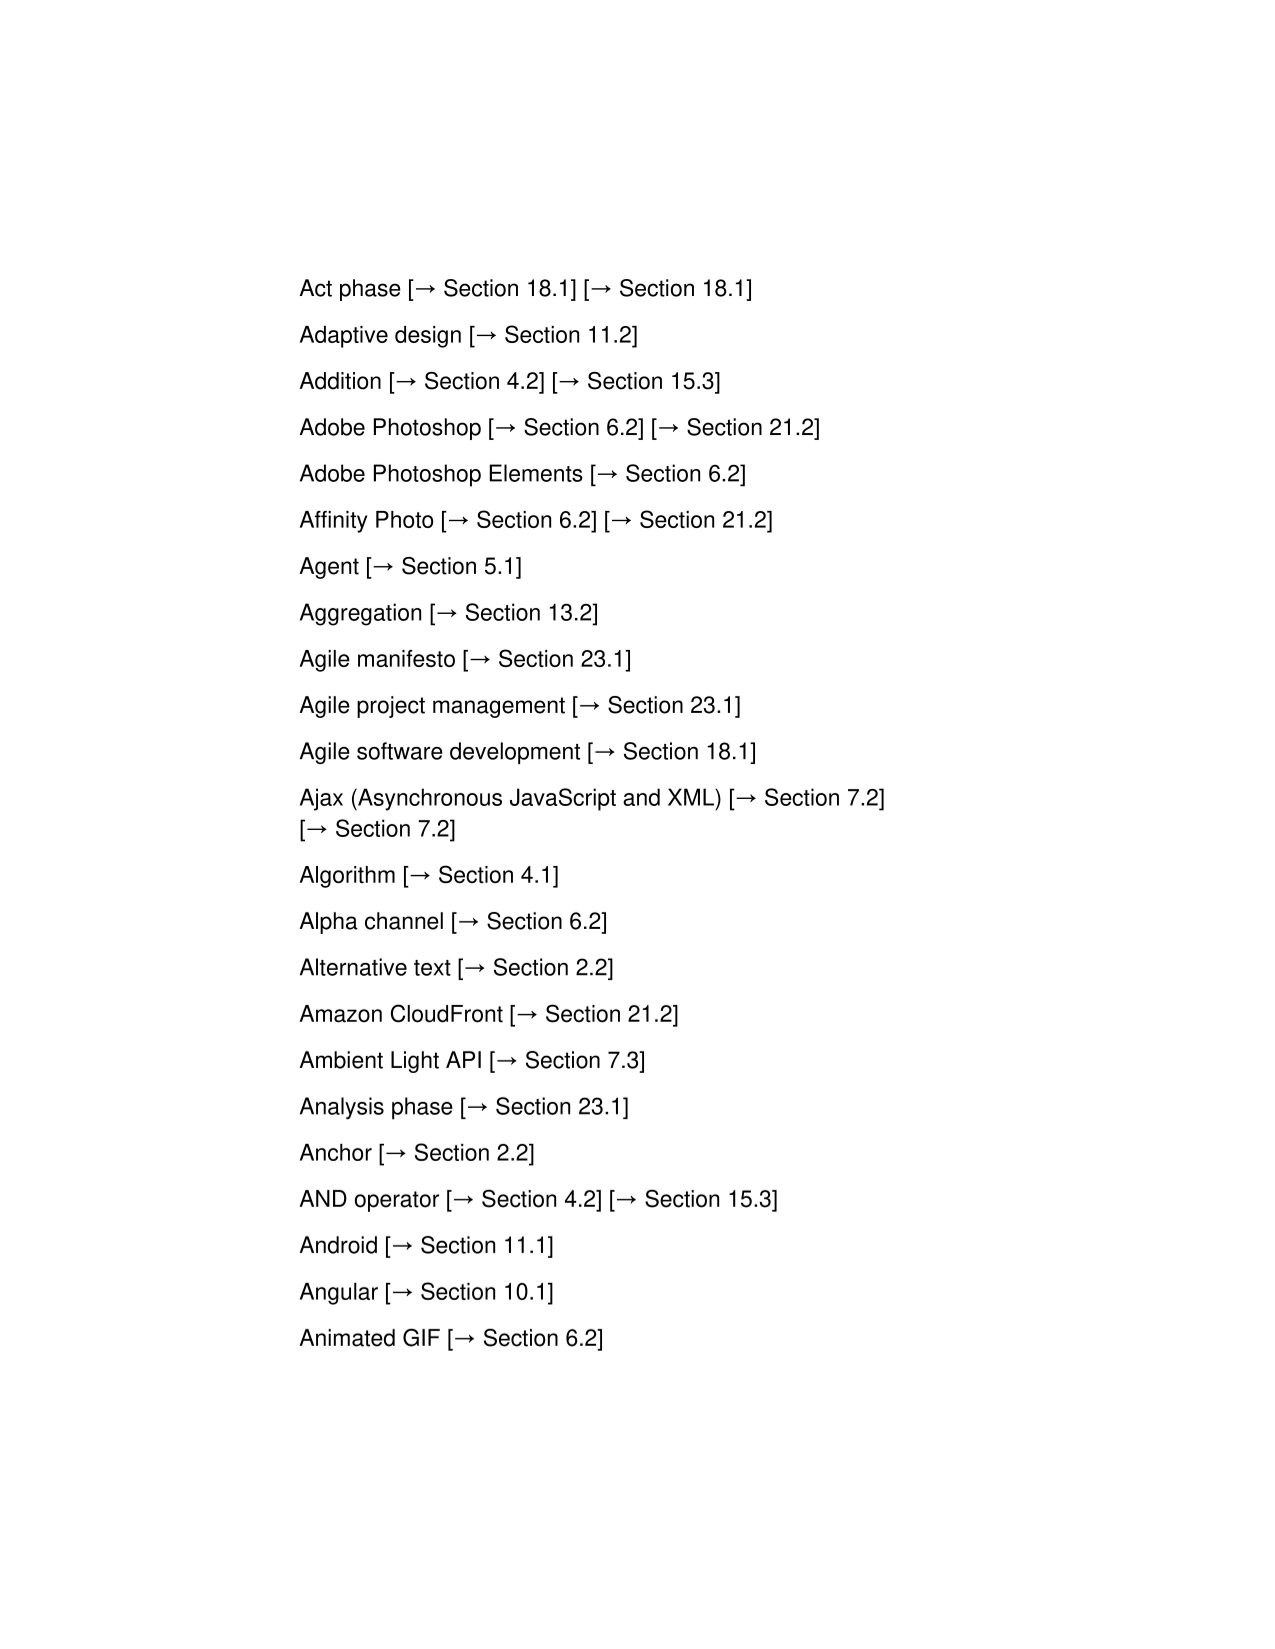 Act phase [→ Section 18.1] [→ Section 18.1]
Adaptive design [→ Section 11.2]
Addition [→ Section 4.2] [→ Section 15.3]
Adobe Photoshop [→ Section 6.2] [→ Section 21.2]
Adobe Photoshop Elements [→ Section 6.2]
Affinity Photo [→ Section 6.2] [→ Section 21.2]
Agent [→ Section 5.1]
Aggregation [→ Section 13.2]
Agile manifesto [→ Section 23.1]
Agile project management [→ Section 23.1]
Agile software development [→ Section 18.1]
Ajax (Asynchronous JavaScript and XML) [→ Section 7.2]
[→ Section 7.2]
Algorithm [→ Section 4.1]
Alpha channel [→ Section 6.2]
Alternative text [→ Section 2.2]
Amazon CloudFront [→ Section 21.2]
Ambient Light API [→ Section 7.3]
Analysis phase [→ Section 23.1]
Anchor [→ Section 2.2]
AND operator [→ Section 4.2] [→ Section 15.3]
Android [→ Section 11.1]
Angular [→ Section 10.1]
Animated GIF [→ Section 6.2]